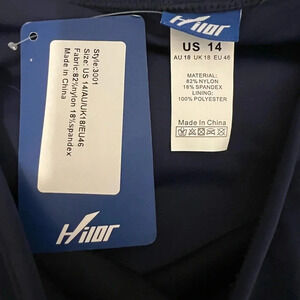 Style:3001
Size: US 14/AU/UK18/EU46
Fabric:82%nylon 18%spandex
Made in China
Hilor
Hilor
US 14
AU 18 UK 18 EU 46
MATERIAL:
82% NYLON
18% SPANDEX
LINING:
100% POLYESTER
Made In China